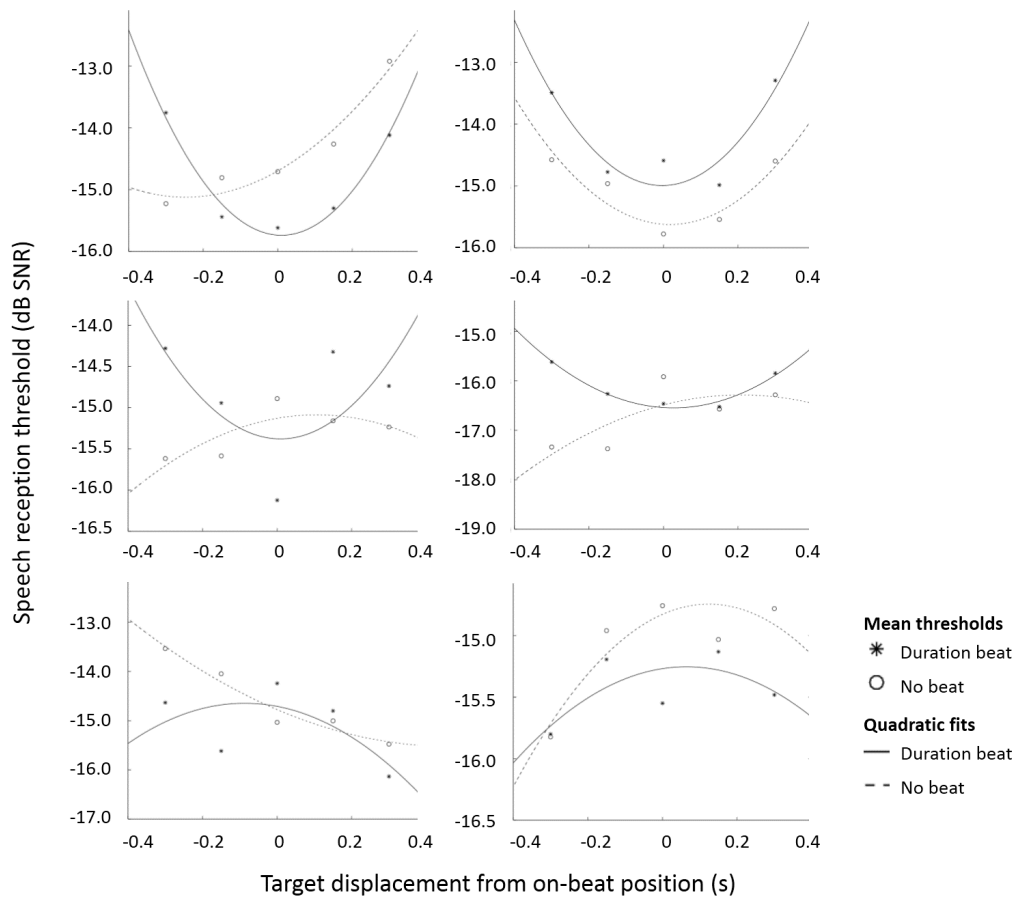 Speech reception threshold (dB SNR)
-13.0
-14.0
-15.0
-16.0
-0.4 -0.2 0 0.2 0.4
-13.0
-14.0
-15.0
-16.0
-0.4 -0.2 0 0.2 0.4
-14.0
-14.5
-15.0
-15.5
-16.0
-16.5
-0.4 -0.2 0 0.2 0.4
-15.0
-16.0
-17.0
-18.0
-19.0
-0.4 -0.2 0 0.2 0.4
-13.0
-14.0
-15.0
-16.0
-17.0
-0.4 -0.2 0 0.2 0.4
-15.0
-15.5
-16.0
-16.5
-0.4 -0.2 0 0.2 0.4
Target displacement from on-beat position (s)
Mean thresholds
Duration beat
No beat
Quadratic fits
Duration beat
No beat